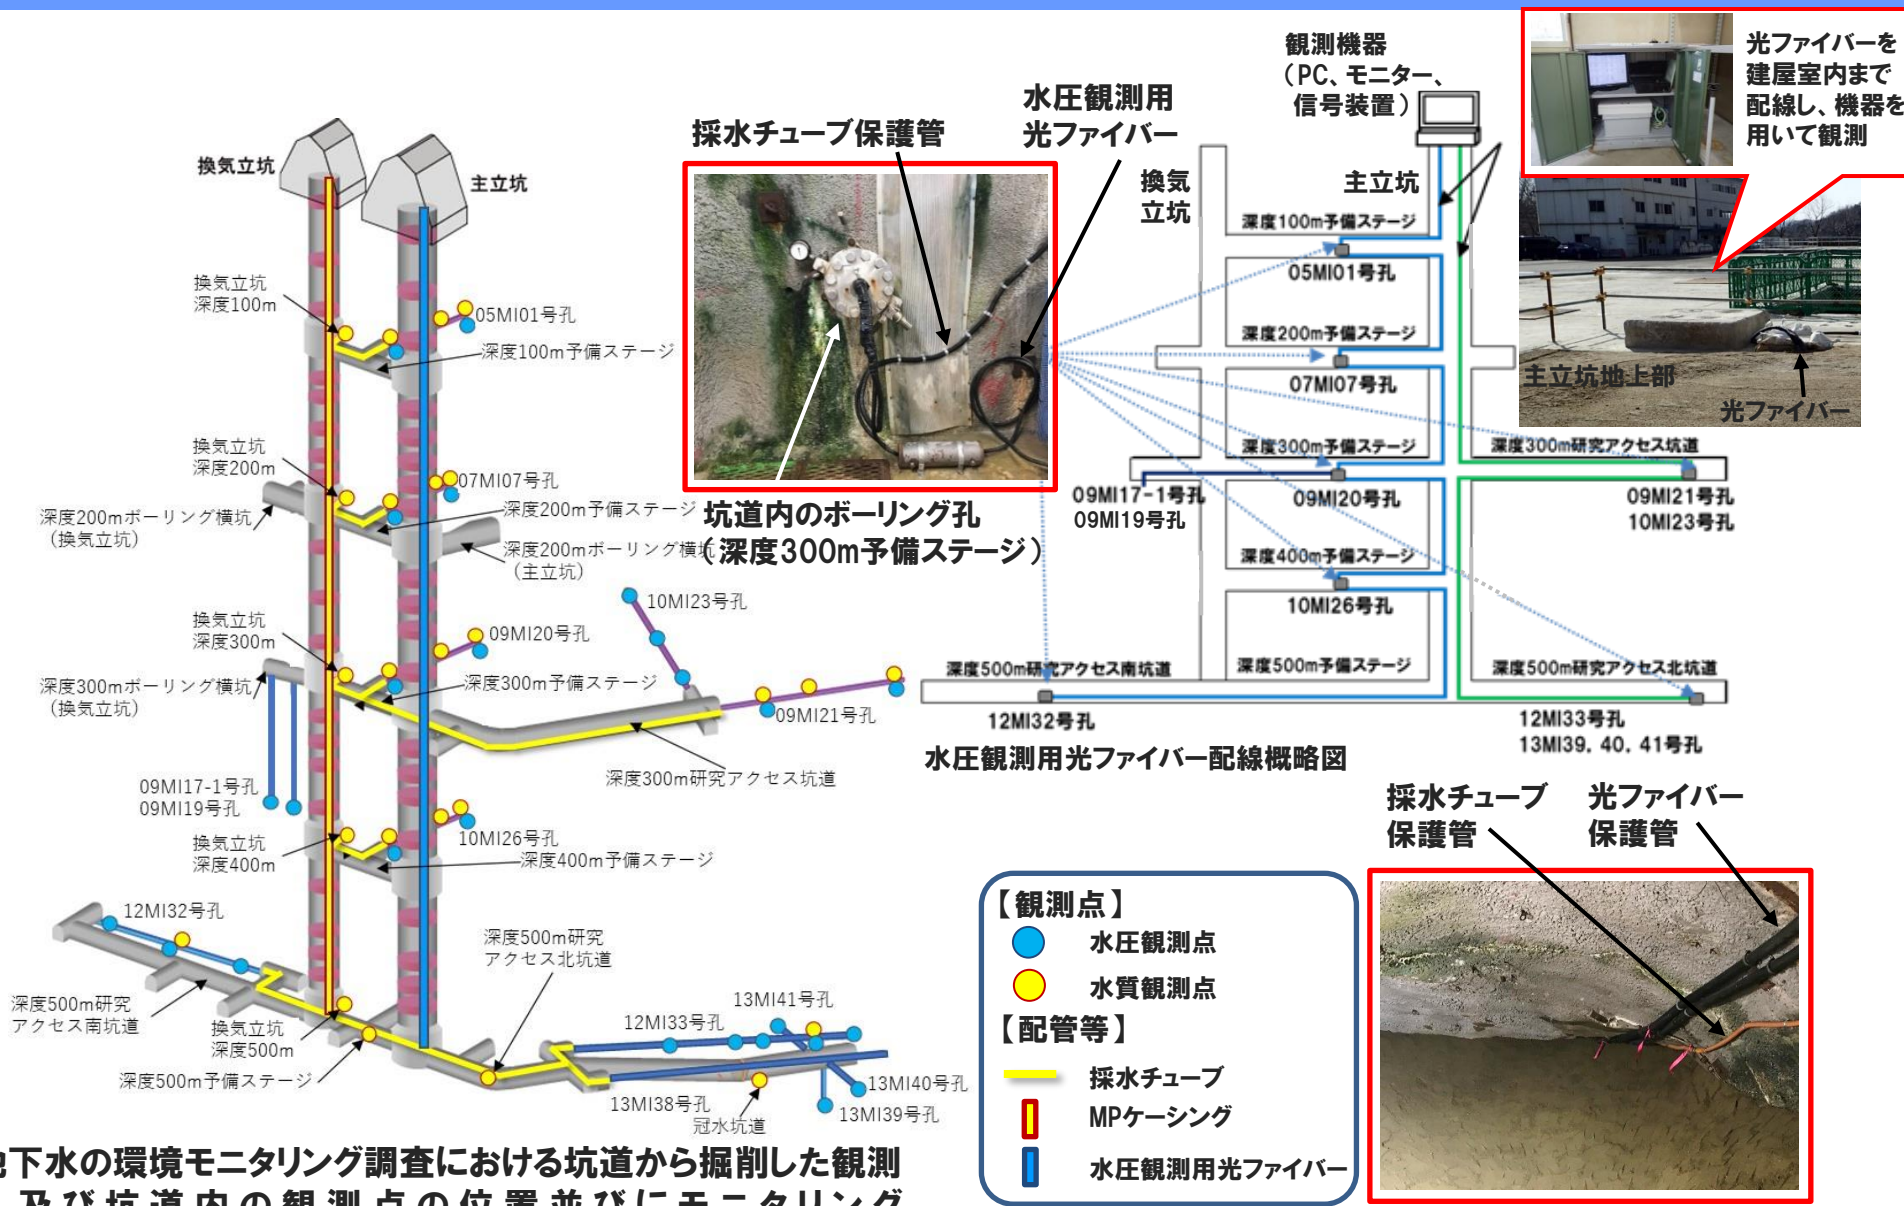 換気立坑
主立坑
換気立坑
深度100m
05MI01号孔
深度100m予備ステージ
換気立坑
深度200m
07MI07号孔
深度200m予備ステージ
深度200mボーリング横坑
(換気立坑)
深度200mボーリング横坑
(主立坑)
換気立坑
深度300m
09MI20号孔
10MI23号孔
深度300mボーリング横坑
(換気立坑)
深度300m予備ステージ
09MI21号孔
深度300m研究アクセス坑道
09MI17-1号孔
09MI19号孔
換気立坑
深度400m
10MI26号孔
深度400m予備ステージ
12MI32号孔
深度500m研究
アクセス北坑道
深度500m研究
アクセス南坑道
換気立坑
深度500m
深度500m予備ステージ
12MI33号孔
13MI41号孔
13MI38号孔
冠水坑道
13MI40号孔
13MI39号孔
採水チューブ保護管
水圧観測用
光ファイバー
坑道内のボーリング孔
(深度300m予備ステージ)
観測機器
(PC、モニター、
信号装置)
換気
立坑
主立坑
深度100m予備ステージ
05MI01号孔
深度200m予備ステージ
07MI07号孔
深度300m予備ステージ
深度300m研究アクセス坑道
09MI17-1号孔
09MI19号孔
09MI20号孔
09MI21号孔
10MI23号孔
深度400m予備ステージ
10MI26号孔
深度500m研究アクセス南坑道
深度500m予備ステージ
深度500m研究アクセス北坑道
12MI32号孔
12MI33号孔
13MI39, 40, 41号孔
水圧観測用光ファイバー配線概略図
光ファイバーを
建屋室内まで
配線し、機器を
用いて観測
主立坑地上部
光ファイバー
採水チューブ
保護管
光ファイバー
保護管
【観測点】
水圧観測点
水質観測点
【配管等】
採水チューブ
MPケーシング
水圧観測用光ファイバー
地下水の環境モニタリング調査における坑道から掘削した観測
及び坑道内の観測点の位置並びにモニタリング